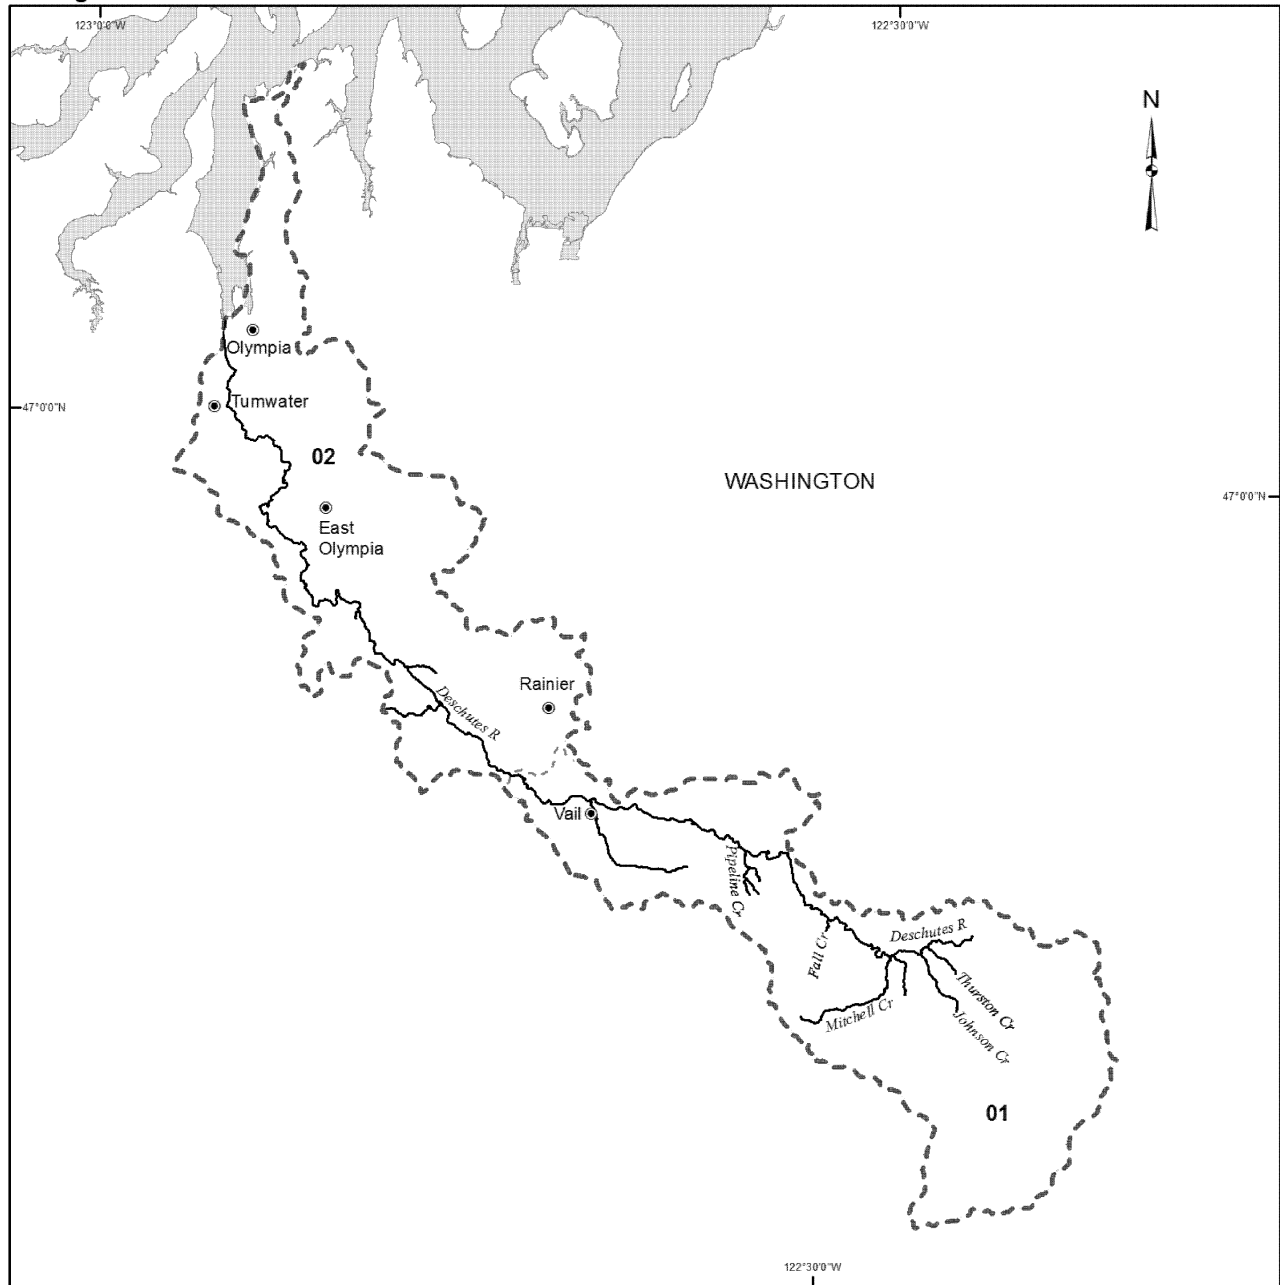 123°0'0"W
122°30'0"W
N
Olympia
47°0'0"N
Tumwater
02
WASHINGTON
47°0'0"N
East
Olympia
Rainier
Deschutes R
Vail
Pipeline Cr
Deschutes R
Fall Cr
Thurston Cr
Mitchell Cr
Johnson Cr
01
122°30'0"W